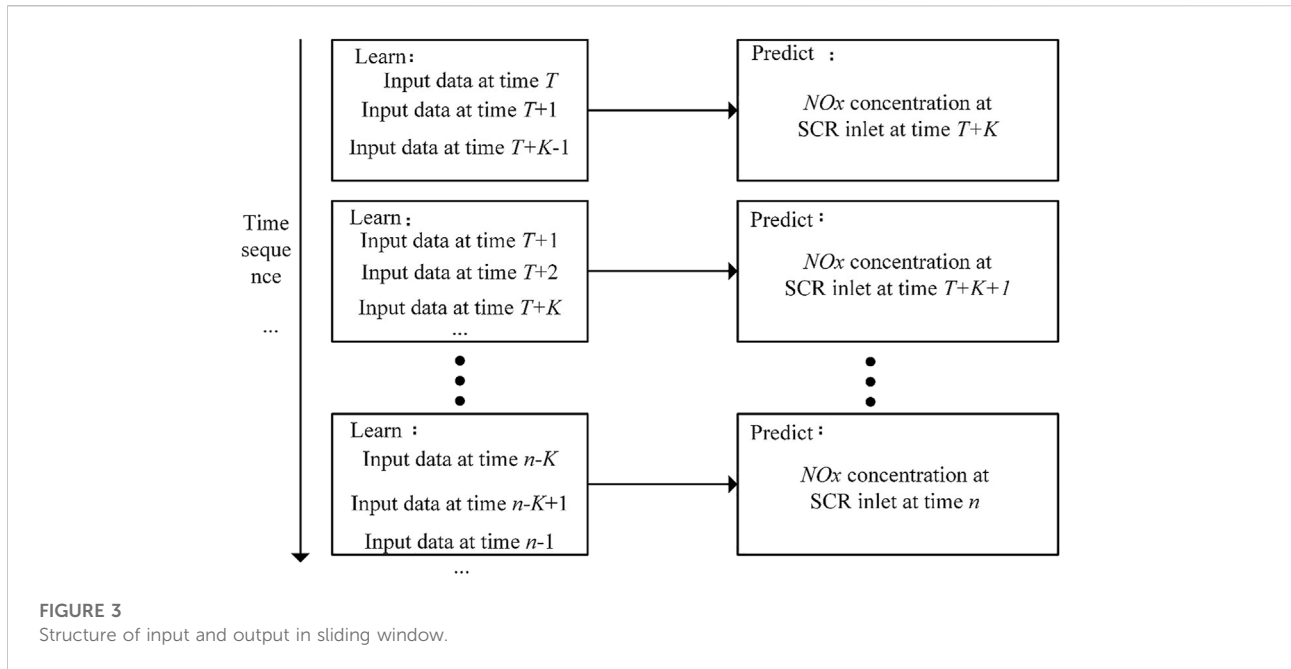 Time
seque
nce
...
Learn:
Input data at time T
Input data at time T+1
Input data at time T+K-1
Predict :
NOx concentration at
SCR inlet at time T+K
Learn:
Input data at time T+1
Input data at time T+2
Input data at time T+K
...
Predict:
NOx concentration at
SCR inlet at time T+K+1
Learn :
Input data at time n-K
Input data at time n-K+1
Input data at time n-1
...
Predict:
NOx concentration at
SCR inlet at time n
FIGURE 3
Structure of input and output in sliding window.